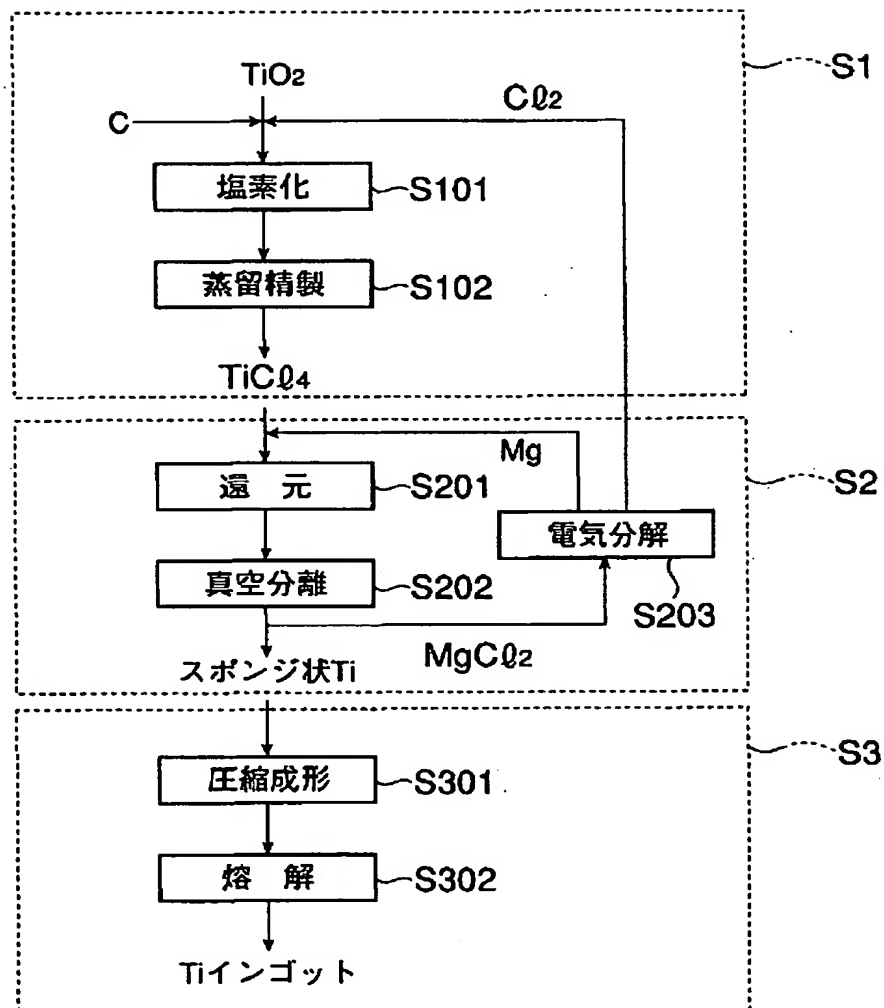 S1
TiO2
Cℓ2
C
塩素化
S101
蒸留精製
S102
TiCℓ4
Mg
還 元
S201
S2
電気分解
真空分離
S202
S203
MgCℓ2
スポンジ状Ti
S3
圧縮成形
S301
熔 解
S302
Tiインゴット